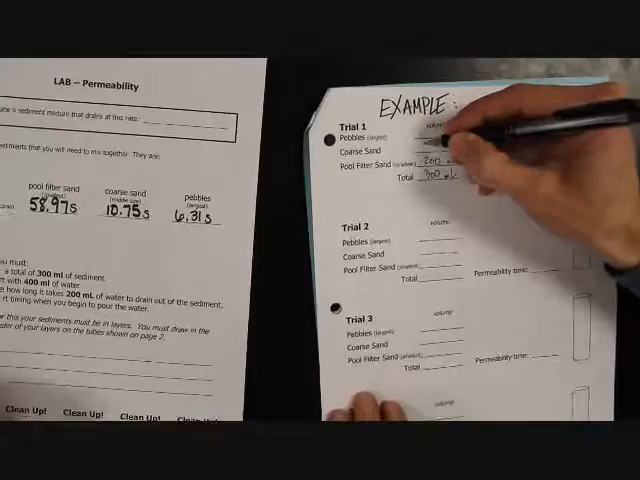 LAB – Permeability
a sediment mixture that drains at this rate:
sediments that you will need to mix together. They are:
pool filter sand coarse sand pebbles
(smallest) (middle size) (largest)
drain 58.97s 10.75s 6.31s
you must:
a total of 300 ml of sediment.
with 400 ml of water
how long it takes 200 mL of water to drain out of the sediment.
rt timing when you begin to pour the water.
r this your sediments must be in layers. You must draw in the
der of your layers on the tubes shown on page 2.
Clean Up! Clean Up! Clean Up! Clean Up!
EXAMPLE:
Trial 1
Pebbles (largest)
Coarse Sand
Pool Filter Sand (smallest) 200
Total 300 mL
Trial 2 volume
Pebbles (largest)
Coarse Sand
Pool Filter Sand (smallest) Permeability time:
Total
Trial 3 volume
Pebbles (largest)
Coarse Sand
Pool Filter Sand (smallest) Permeability time:
Total
volume